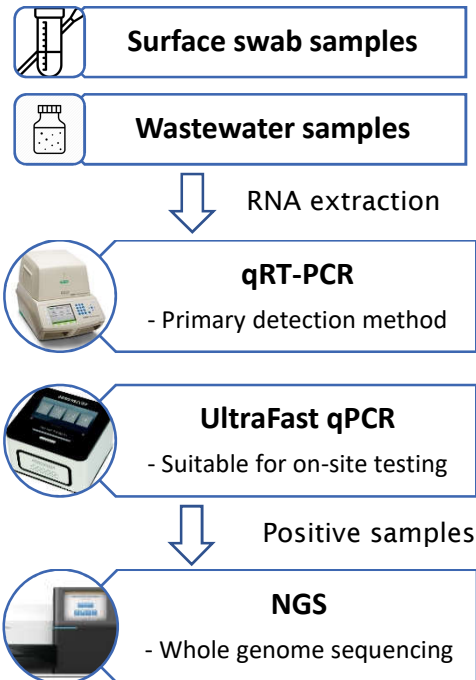 Surface swab samples
Wastewater samples
RNA extraction
qRT-PCR
- Primary detection method
UltraFast qPCR
- Suitable for on-site testing
Positive samples
NGS
- Whole genome sequencing